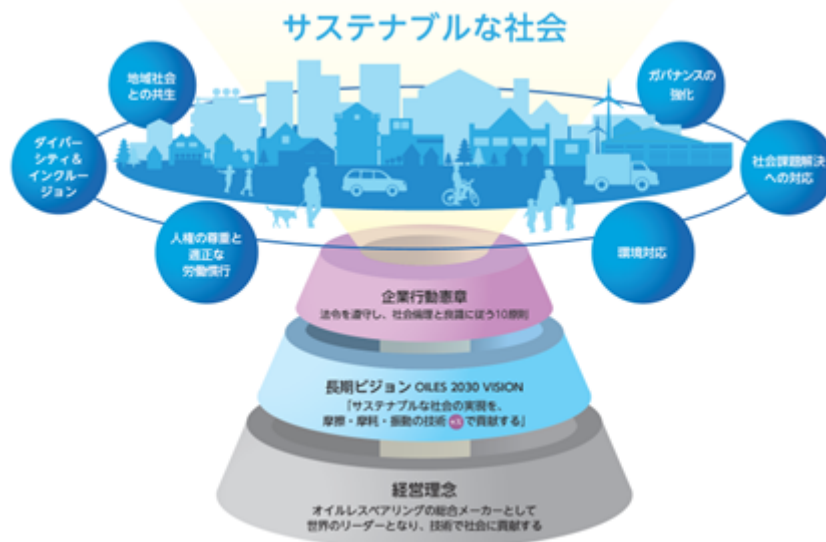 サステナブルな社会
地域社会
との共生
ガバナンスの
強化
ダイバー
シティ&
インクルー
ジョン
社会課題解決
への対応
人権の尊重と
適正な
労働慣行
環境対応
企業行動憲章
法令を遵守し、社会倫理と良識に従う10原則
長期ビジョン OILES 2030 VISION
「サステナブルな社会の実現を、
摩擦・摩耗・振動の技術 で貢献する」
経営理念
オイルレスベアリングの総合メーカーとして
世界のリーダーとなり、技術で社会に貢献する